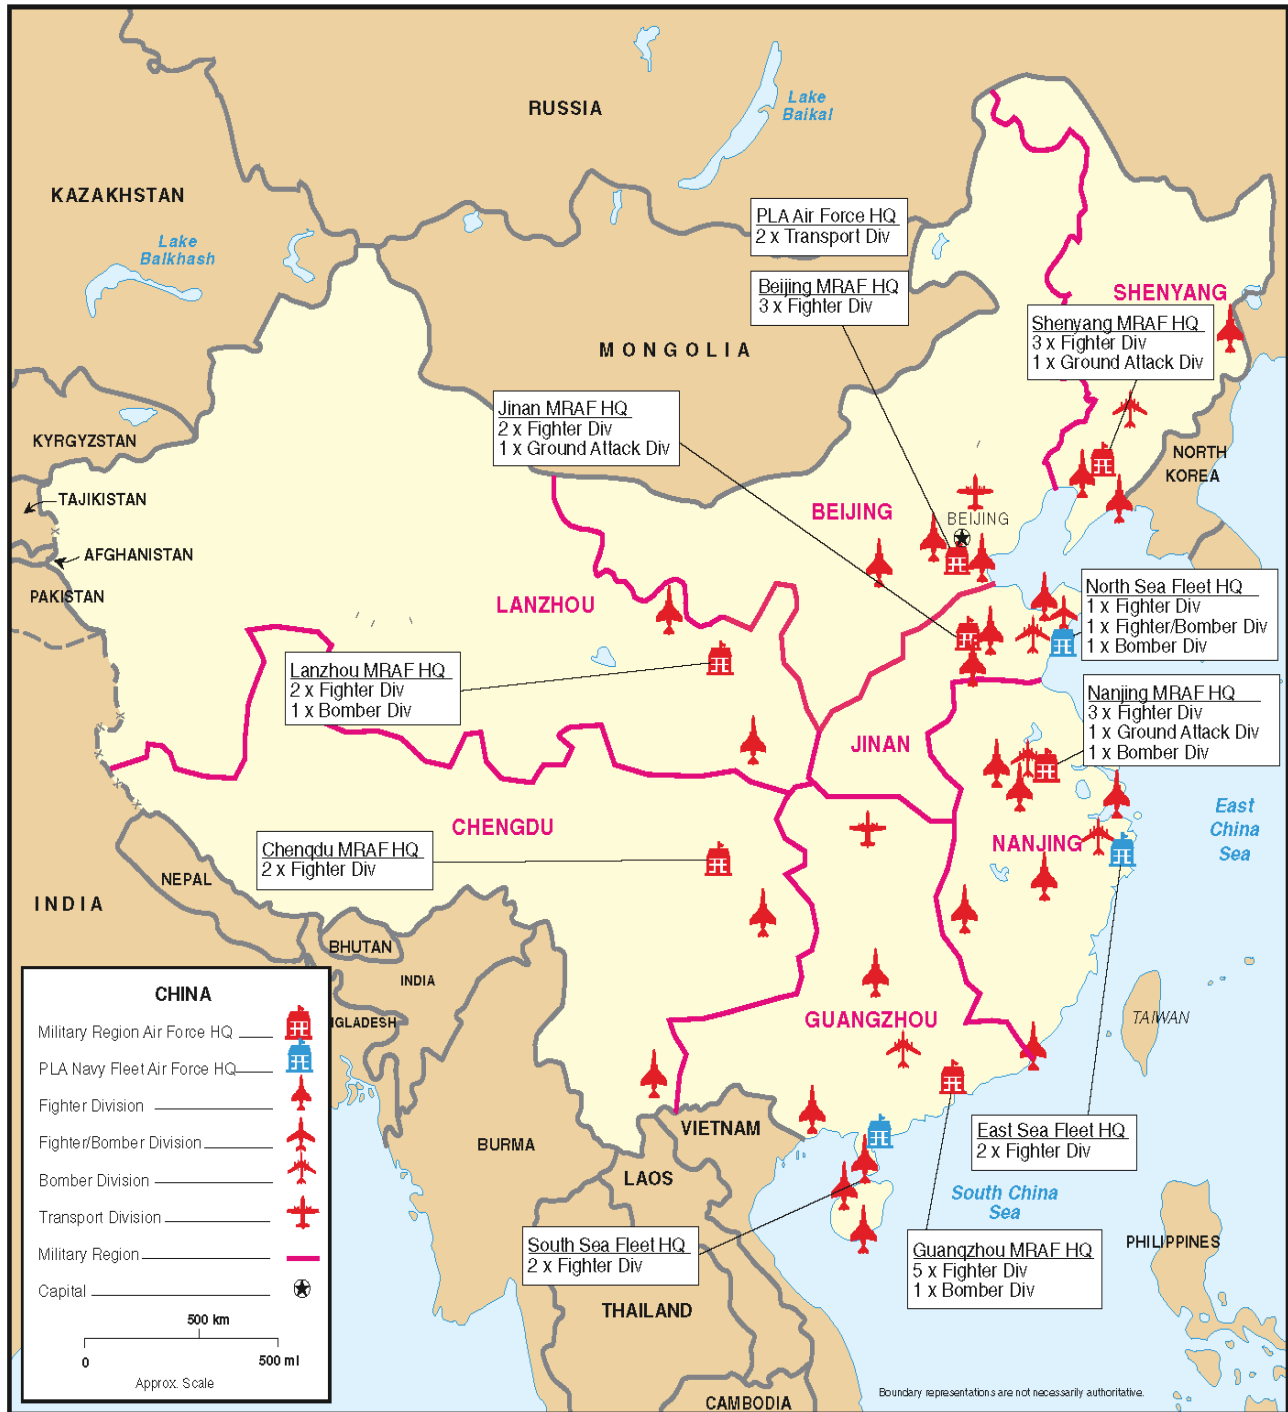 RUSSIA
Lake
Baikal
KAZAKHSTAN
Lake
Balkhash
PLA Air Force HQ
2 x Transport Div
Beijing MRAF HQ
3 x Fighter Div
SHENYANG
Shenyang MRAF HQ
3 x Fighter Div
1 x Ground Attack Div
MONGOLIA
Jinan MRAF HQ
2 x Fighter Div
1 x Ground Attack Div
KYRGYZSTAN
NORTH
KOREA
TAJIKISTAN
BEIJING
BEIJING
AFGHANISTAN
PAKISTAN
LANZHOU
North Sea Fleet HQ
1 x Fighter Div
1 x Fighter/Bomber Div
1 x Bomber Div
Lanzhou MRAF HQ
2 x Fighter Div
1 x Bomber Div
Nanjing MRAF HQ
3 x Fighter Div
1 x Ground Attack Div
1 x Bomber Div
JINAN
East
China
Sea
CHENGDU
NANJING
Chengdu MRAF HQ
2 x Fighter Div
NEPAL
INDIA
BHUTAN
INDIA
NGLADESH
GUANGZHOU
TAIWAN
CHINA
Military Region Air Force HQ
PLA Navy Fleet Air Force HQ
Fighter Division
Fighter/Bomber Division
Bomber Division
Transport Division
Military Region
Capital
500 km
0
500 mi
Approx. Scale
BURMA
VIETNAM
LAOS
East Sea Fleet HQ
2 x Fighter Div
South China
Sea
South Sea Fleet HQ
2 x Fighter Div
Guangzhou MRAF HQ
5 x Fighter Div
1 x Bomber Div
PHILIPPINES
THAILAND
CAMBODIA
Boundary representations are not necessarily authoritative.